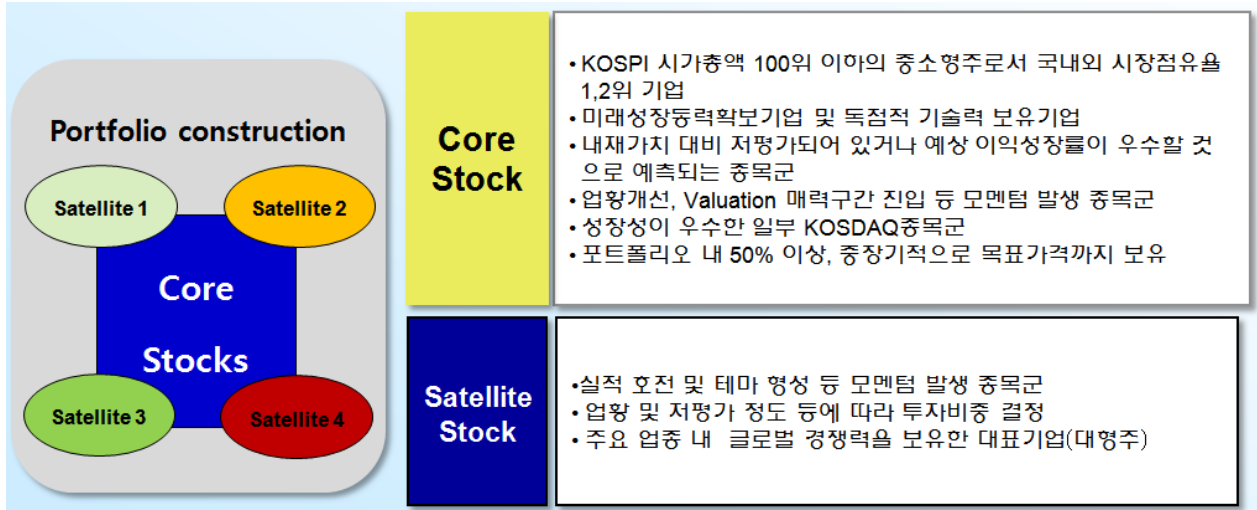 Portfolio construction
Satellite 1
Satellite 2
Core
Stocks
Satellite 3
Satellite 4
Core
Stock
•KOSPI 시가총액 100위 이하의 중소형주로서 국내외 시장점유율
1,2위 기업
•미래성장동력확보기업 및 독점적 기술력 보유기업
•내재가치 대비 저평가되어 있거나 예상 이익성장률이 우수할 것
으로 예측되는 종목군
•업황개선, Valuation 매력구간 진입 등 모멘텀 발생 종목군
•성장성이 우수한 일부 KOSDAQ종목군
•포트폴리오 내 50% 이상, 중장기적으로 목표가격까지 보유
Satellite
Stock
•실적 호전 및 테마 형성 등 모멘텀 발생 종목군
• 업황 및 저평가 정도 등에 따라 투자비중 결정
• 주요 업종 내 글로벌 경쟁력을 보유한 대표기업(대형주)